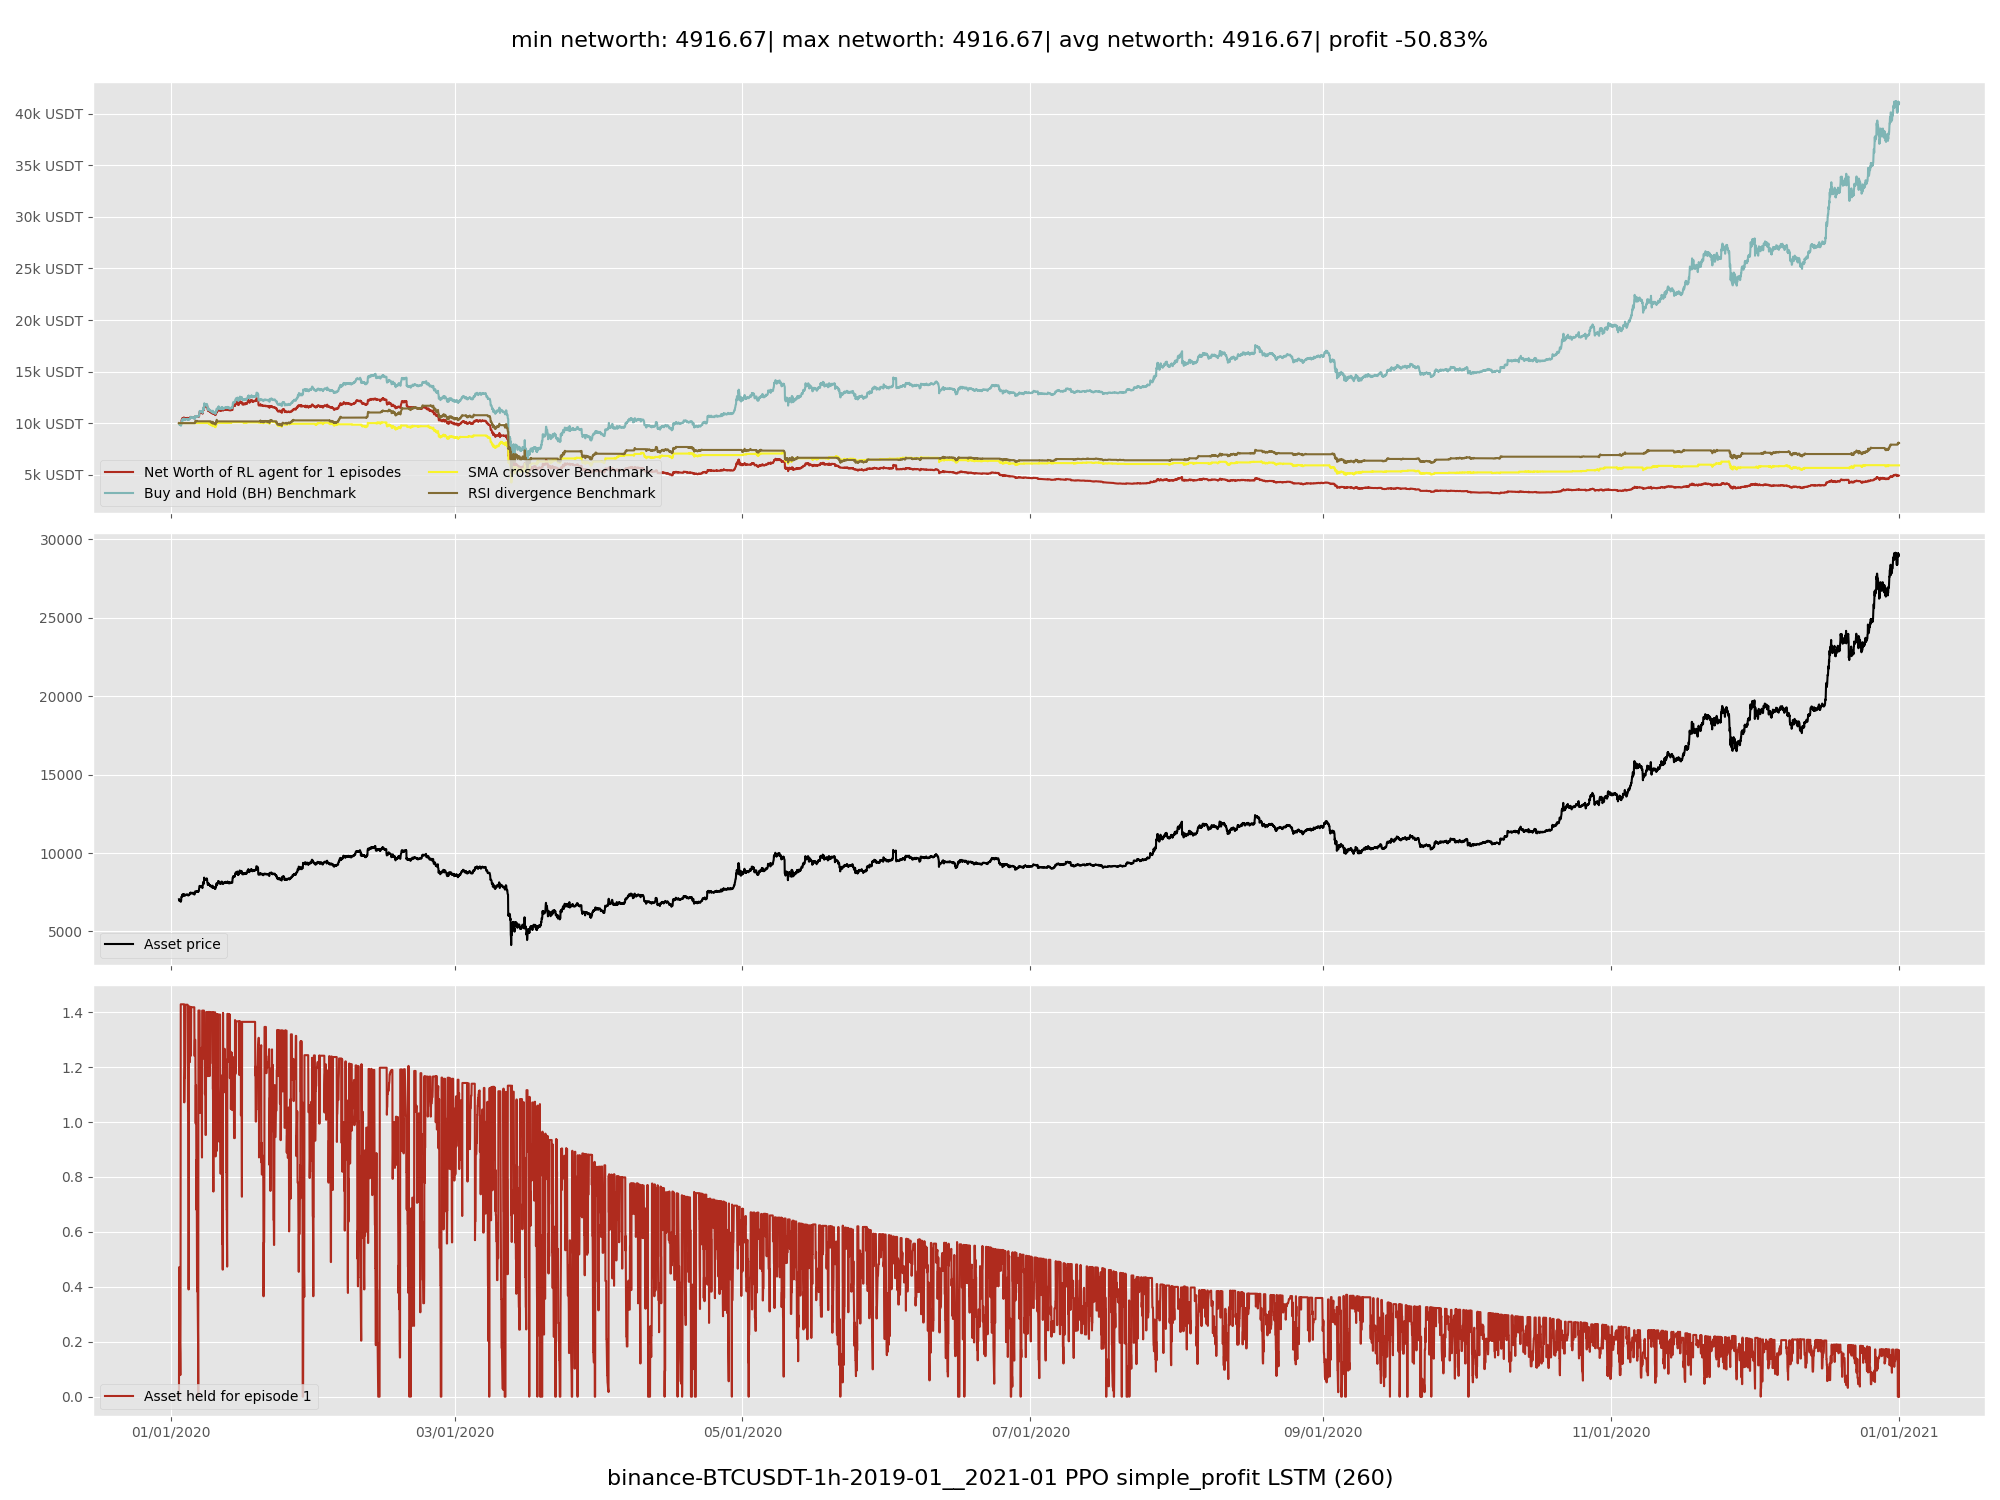 min networth: 4916.67| max networth: 4916.67| avg networth: 4916.67| profit -50.83%
40k USDT
35k USDT
30k USDT
25k USDT
20k USDT
15k USDT
10k USDT
5k USDT
Net Worth of RL agent for 1 episodes
Buy and Hold (BH) Benchmark
SMA crossover Benchmark
RSI divergence Benchmark
30000
25000
20000
15000
10000
5000
Asset price
1.4
1.2
1.0
0.8
0.6
0.4
0.2
0.0
Asset held for episode 1
01/01/2020 03/01/2020 05/01/2020 07/01/2020 09/01/2020 11/01/2020 01/01/2021
binance-BTCUSDT-1h-2019-01__2021-01 PPO simple_profit LSTM (260)